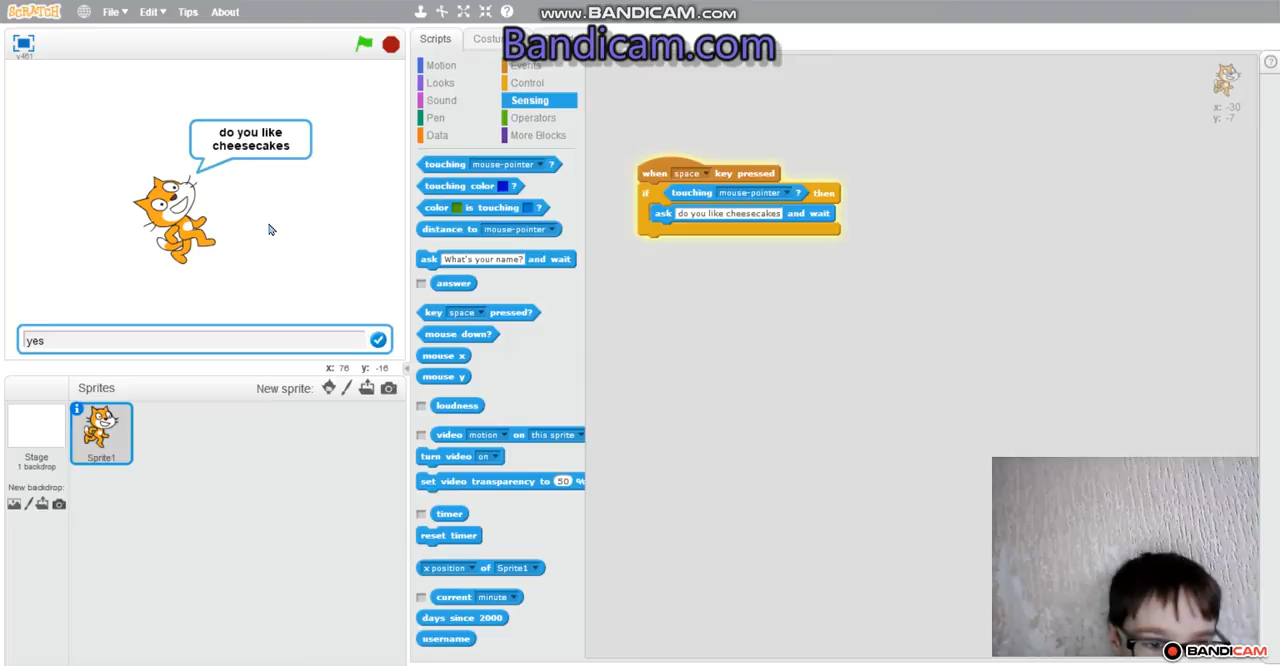 SCRATCH File Edit Tips About
www.BANDICAM.com
Bandicam.com
v461
do you like
cheesecakes
yes
x: 76 y: -16
Sprites New sprite:
Stage
1 backdrop
New backdrop:
Sprite1
Scripts
Motion
Looks Control
Sound Sensing
Pen Operators
Data More Blocks
touching mouse-pointer ?
touching color ?
color is touching ?
distance to mouse-pointer
ask What's your name? and wait
answer
key space pressed?
mouse down?
mouse x
mouse y
loudness
video motion on this sprite
turn video on
set video transparency to 50 %
timer
reset timer
x position of Sprite1
current minute
days since 2000
username
when space key pressed
if touching mouse-pointer ? then
ask do you like cheesecakes and wait
x: -30
y: -7
BANDICAM